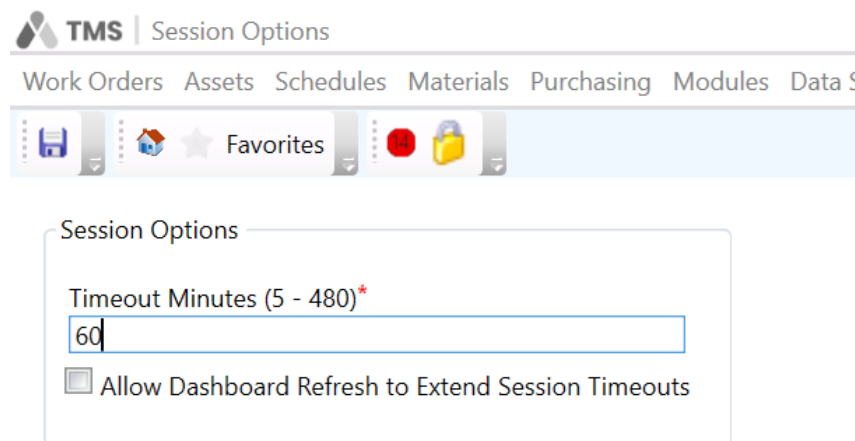 TMS | Session Options
Work Orders Assets Schedules Materials Purchasing Modules Data
Favorites 14
Session Options
Timeout Minutes (5 - 480)*
60
Allow Dashboard Refresh to Extend Session Timeouts